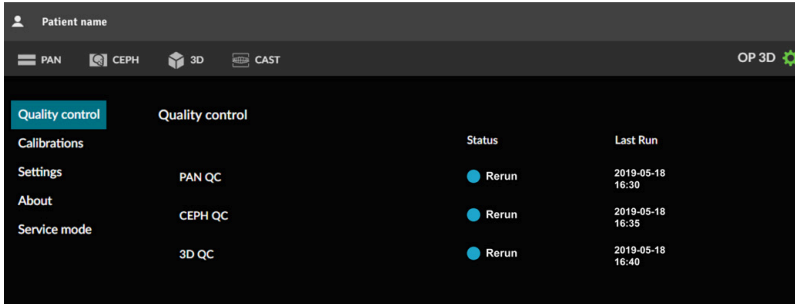 Patient name
PAN CEPH 3D CAST OP 3D
Quality control Quality control
Calibrations Status Last Run
Settings PAN QC Rerun 2019-05-18
16:30
About
CEPH QC Rerun 2019-05-18
16:35
Service mode
3D QC Rerun 2019-05-18
16:40